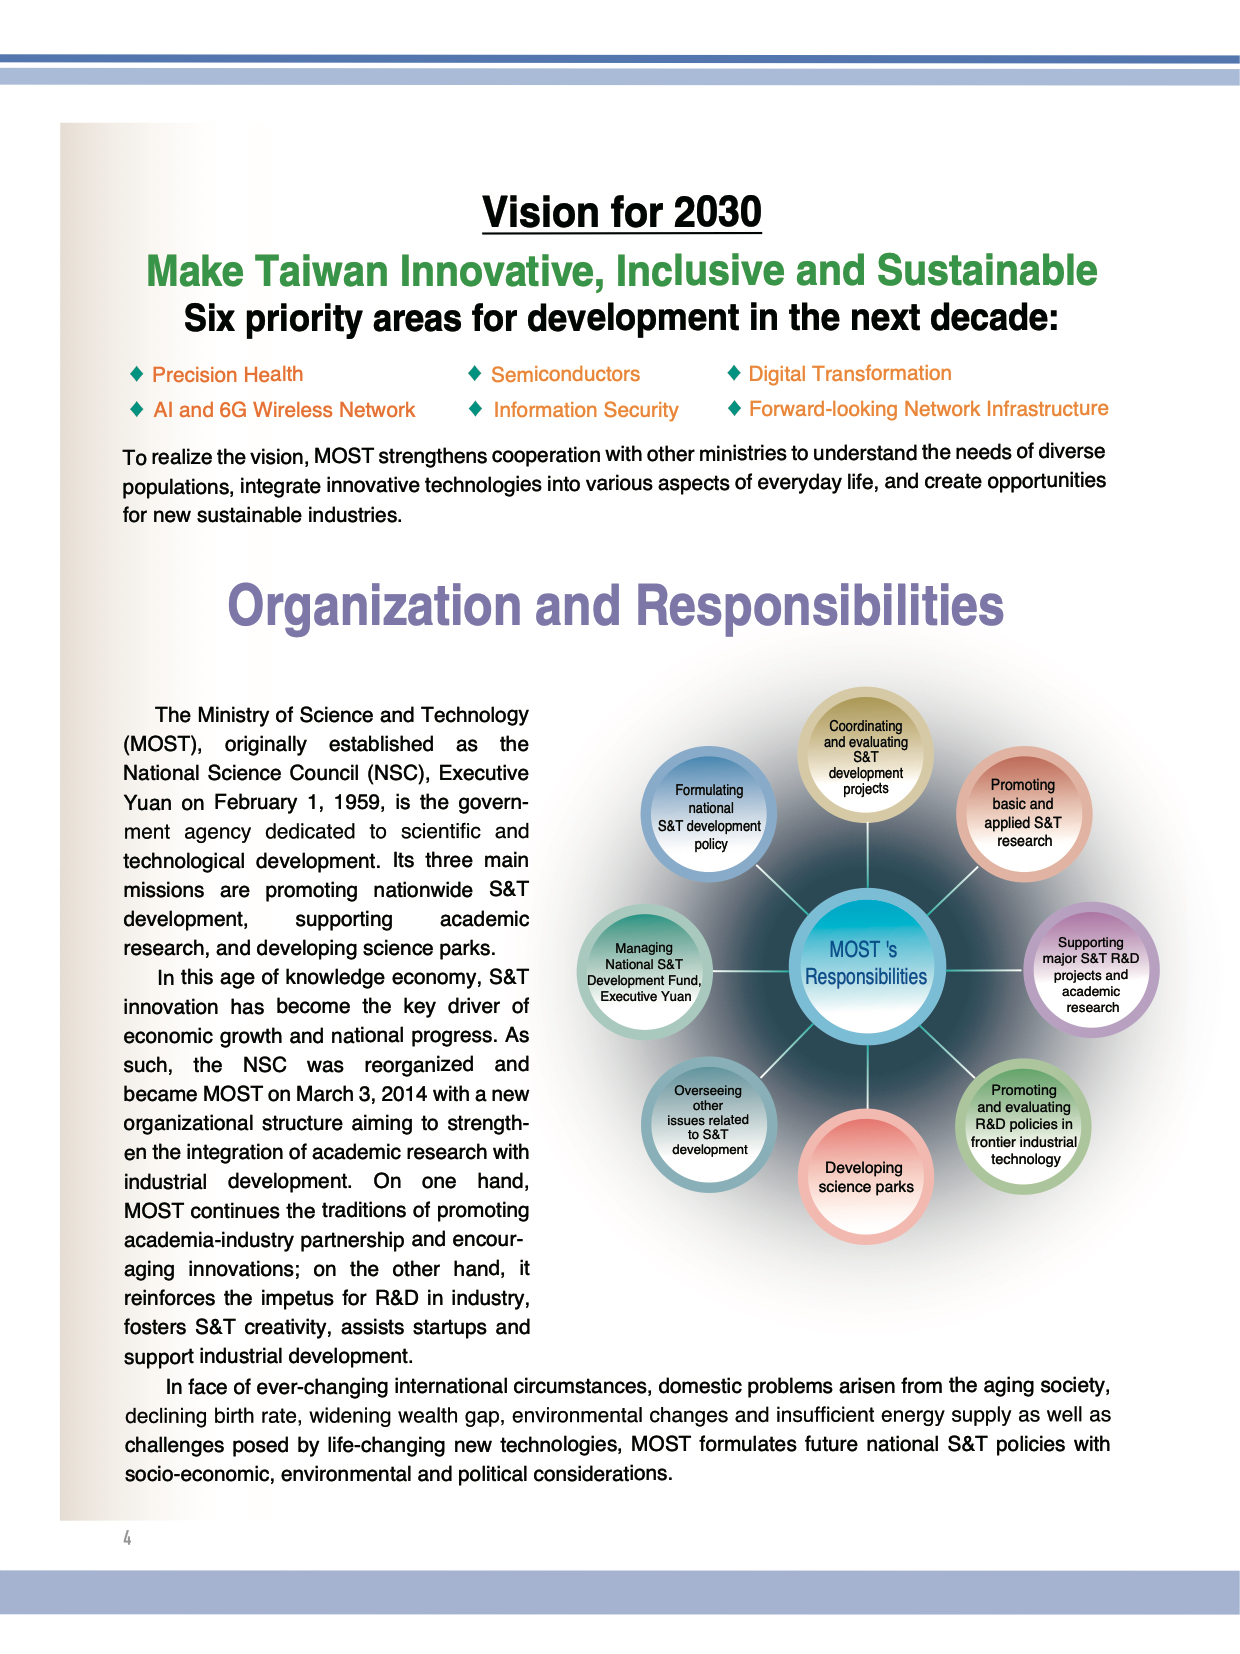 Vision for 2030
Make Taiwan Innovative, Inclusive and Sustainable
Six priority areas for development in the next decade:
♦ Precision Health ♦ Semiconductors ♦ Digital Transformation
♦ AI and 6G Wireless Network ♦ Information Security ♦ Forward-looking Network Infrastructure
To realize the vision, MOST strengthens cooperation with other ministries to understand the needs of diverse
populations, integrate innovative technologies into various aspects of everyday life, and create opportunities
for new sustainable industries.
Organization and Responsibilities
The Ministry of Science and Technology
(MOST), originally established as the
National Science Council (NSC), Executive
Yuan on February 1, 1959, is the govern-
ment agency dedicated to scientific and
technological development. Its three main
missions are promoting nationwide S&T
development, supporting academic
research, and developing science parks.
In this age of knowledge economy, S&T
innovation has become the key driver of
economic growth and national progress. As
such, the NSC was reorganized and
became MOST on March 3, 2014 with a new
organizational structure aiming to strength-
en the integration of academic research with
industrial development. On one hand,
MOST continues the traditions of promoting
academia-industry partnership and encour-
aging innovations; on the other hand, it
reinforces the impetus for R&D in industry,
fosters S&T creativity, assists startups and
support industrial development.
Coordinating
and evaluating
S&T
development
projects
Promoting
basic and
applied S&T
research
Supporting
major S&T R&D
projects and
academic
research
Promoting
and evaluating
R&D policies in
frontier industrial
technology
Developing
science parks
Overseeing
other
issues related
to S&T
development
Managing
National S&T
Development Fund,
Executive Yuan
Formulating
national
S&T development
policy
MOST 's
Responsibilities
In face of ever-changing international circumstances, domestic problems arisen from the aging society,
declining birth rate, widening wealth gap, environmental changes and insufficient energy supply as well as
challenges posed by life-changing new technologies, MOST formulates future national S&T policies with
socio-economic, environmental and political considerations.
4